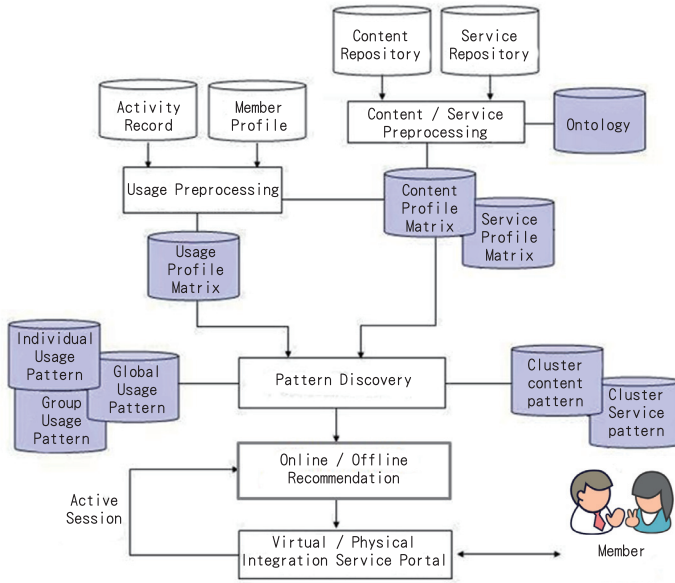 Content
Repository
Service
Repository
Activity
Record
Member
Profile
Content / Service
Preprocessing
Ontology
Usage Preprocessing
Content
Profile
Matrix
Service
Profile
Matrix
Usage
Profile
Matrix
Individual
Usage
Pattern
Global
Usage
Pattern
Group
Usage
Pattern
Pattern Discovery
Cluster
content
pattern
Cluster
Service
pattern
Online / Offline
Recommendation
Active
Session
Virtual / Physical
Integration Service Portal
Member